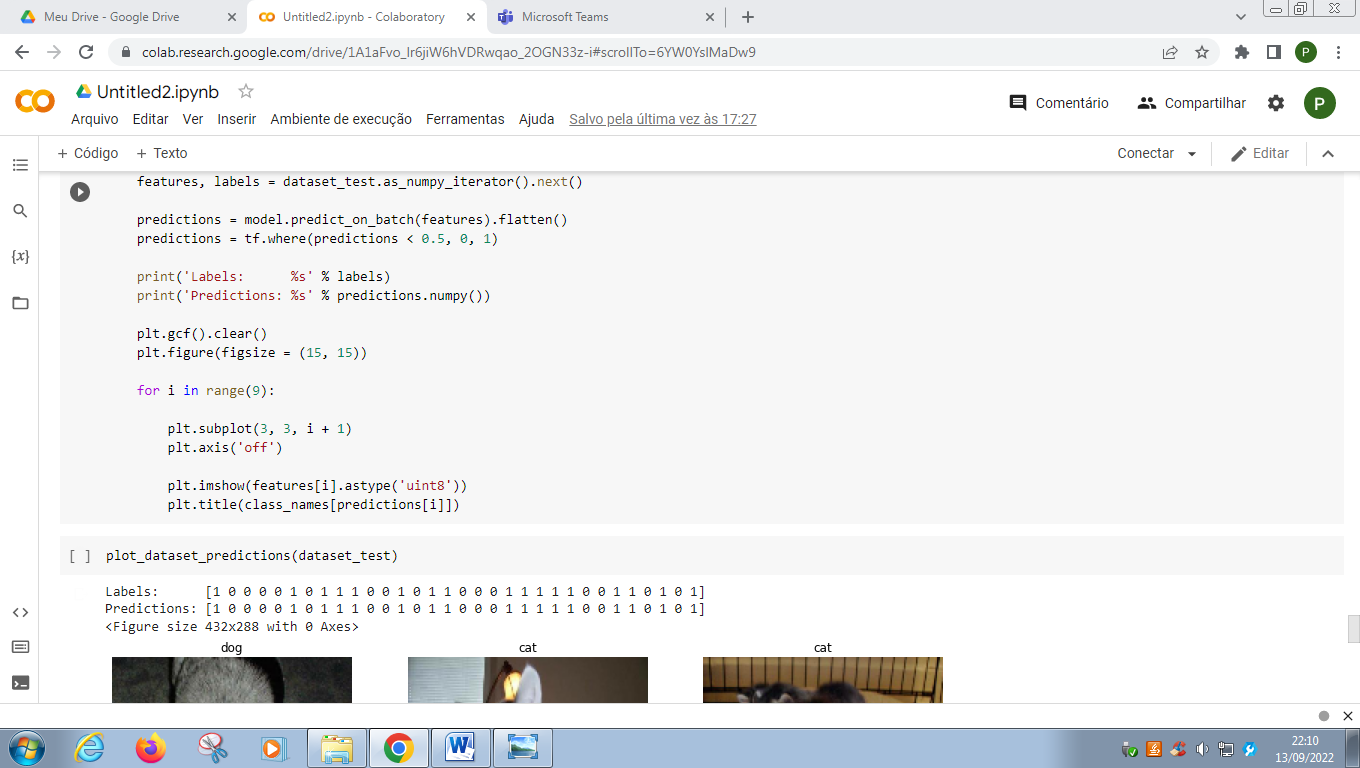 Meu Drive - Google Drive
Untitled2.ipynb - Colaboratory
Microsoft Teams
colab.research.google.com/drive/1A1aFvo_Ir6jiW6hVDRwqao_2OGN33z-i#scrollTo=6YW0YsIMaDw9
P
Untitled2.ipynb
Comentário
Compartilhar
P
Arquivo Editar Ver Inserir Ambiente de execução Ferramentas Ajuda Salvo pela última vez às 17:27
+ Código + Texto
Conectar
Editar
features, labels = dataset_test.as_numpy_iterator().next()
predictions = model.predict_on_batch(features).flatten()
predictions = tf.where(predictions < 0.5, 0, 1)
{x}
print('Labels:      %s' % labels)
print('Predictions: %s' % predictions.numpy())
plt.gcf().clear()
plt.figure(figsize = (15, 15))
for i in range(9):
plt.subplot(3, 3, i + 1)
plt.axis('off')
plt.imshow(features[i].astype('uint8'))
plt.title(class_names[predictions[i]])
[ ] plot_dataset_predictions(dataset_test)
Labels:      [1 0 0 0 0 1 0 1 1 1 0 0 1 0 1 1 0 0 0 1 1 1 1 1 0 0 1 1 0 1 0 1]
Predictions: [1 0 0 0 0 1 0 1 1 1 0 0 1 0 1 1 0 0 0 1 1 1 1 1 0 0 1 1 0 1 0 1]
<Figure size 432x288 with 0 Axes>
dog
cat
cat
22:10
13/09/2022